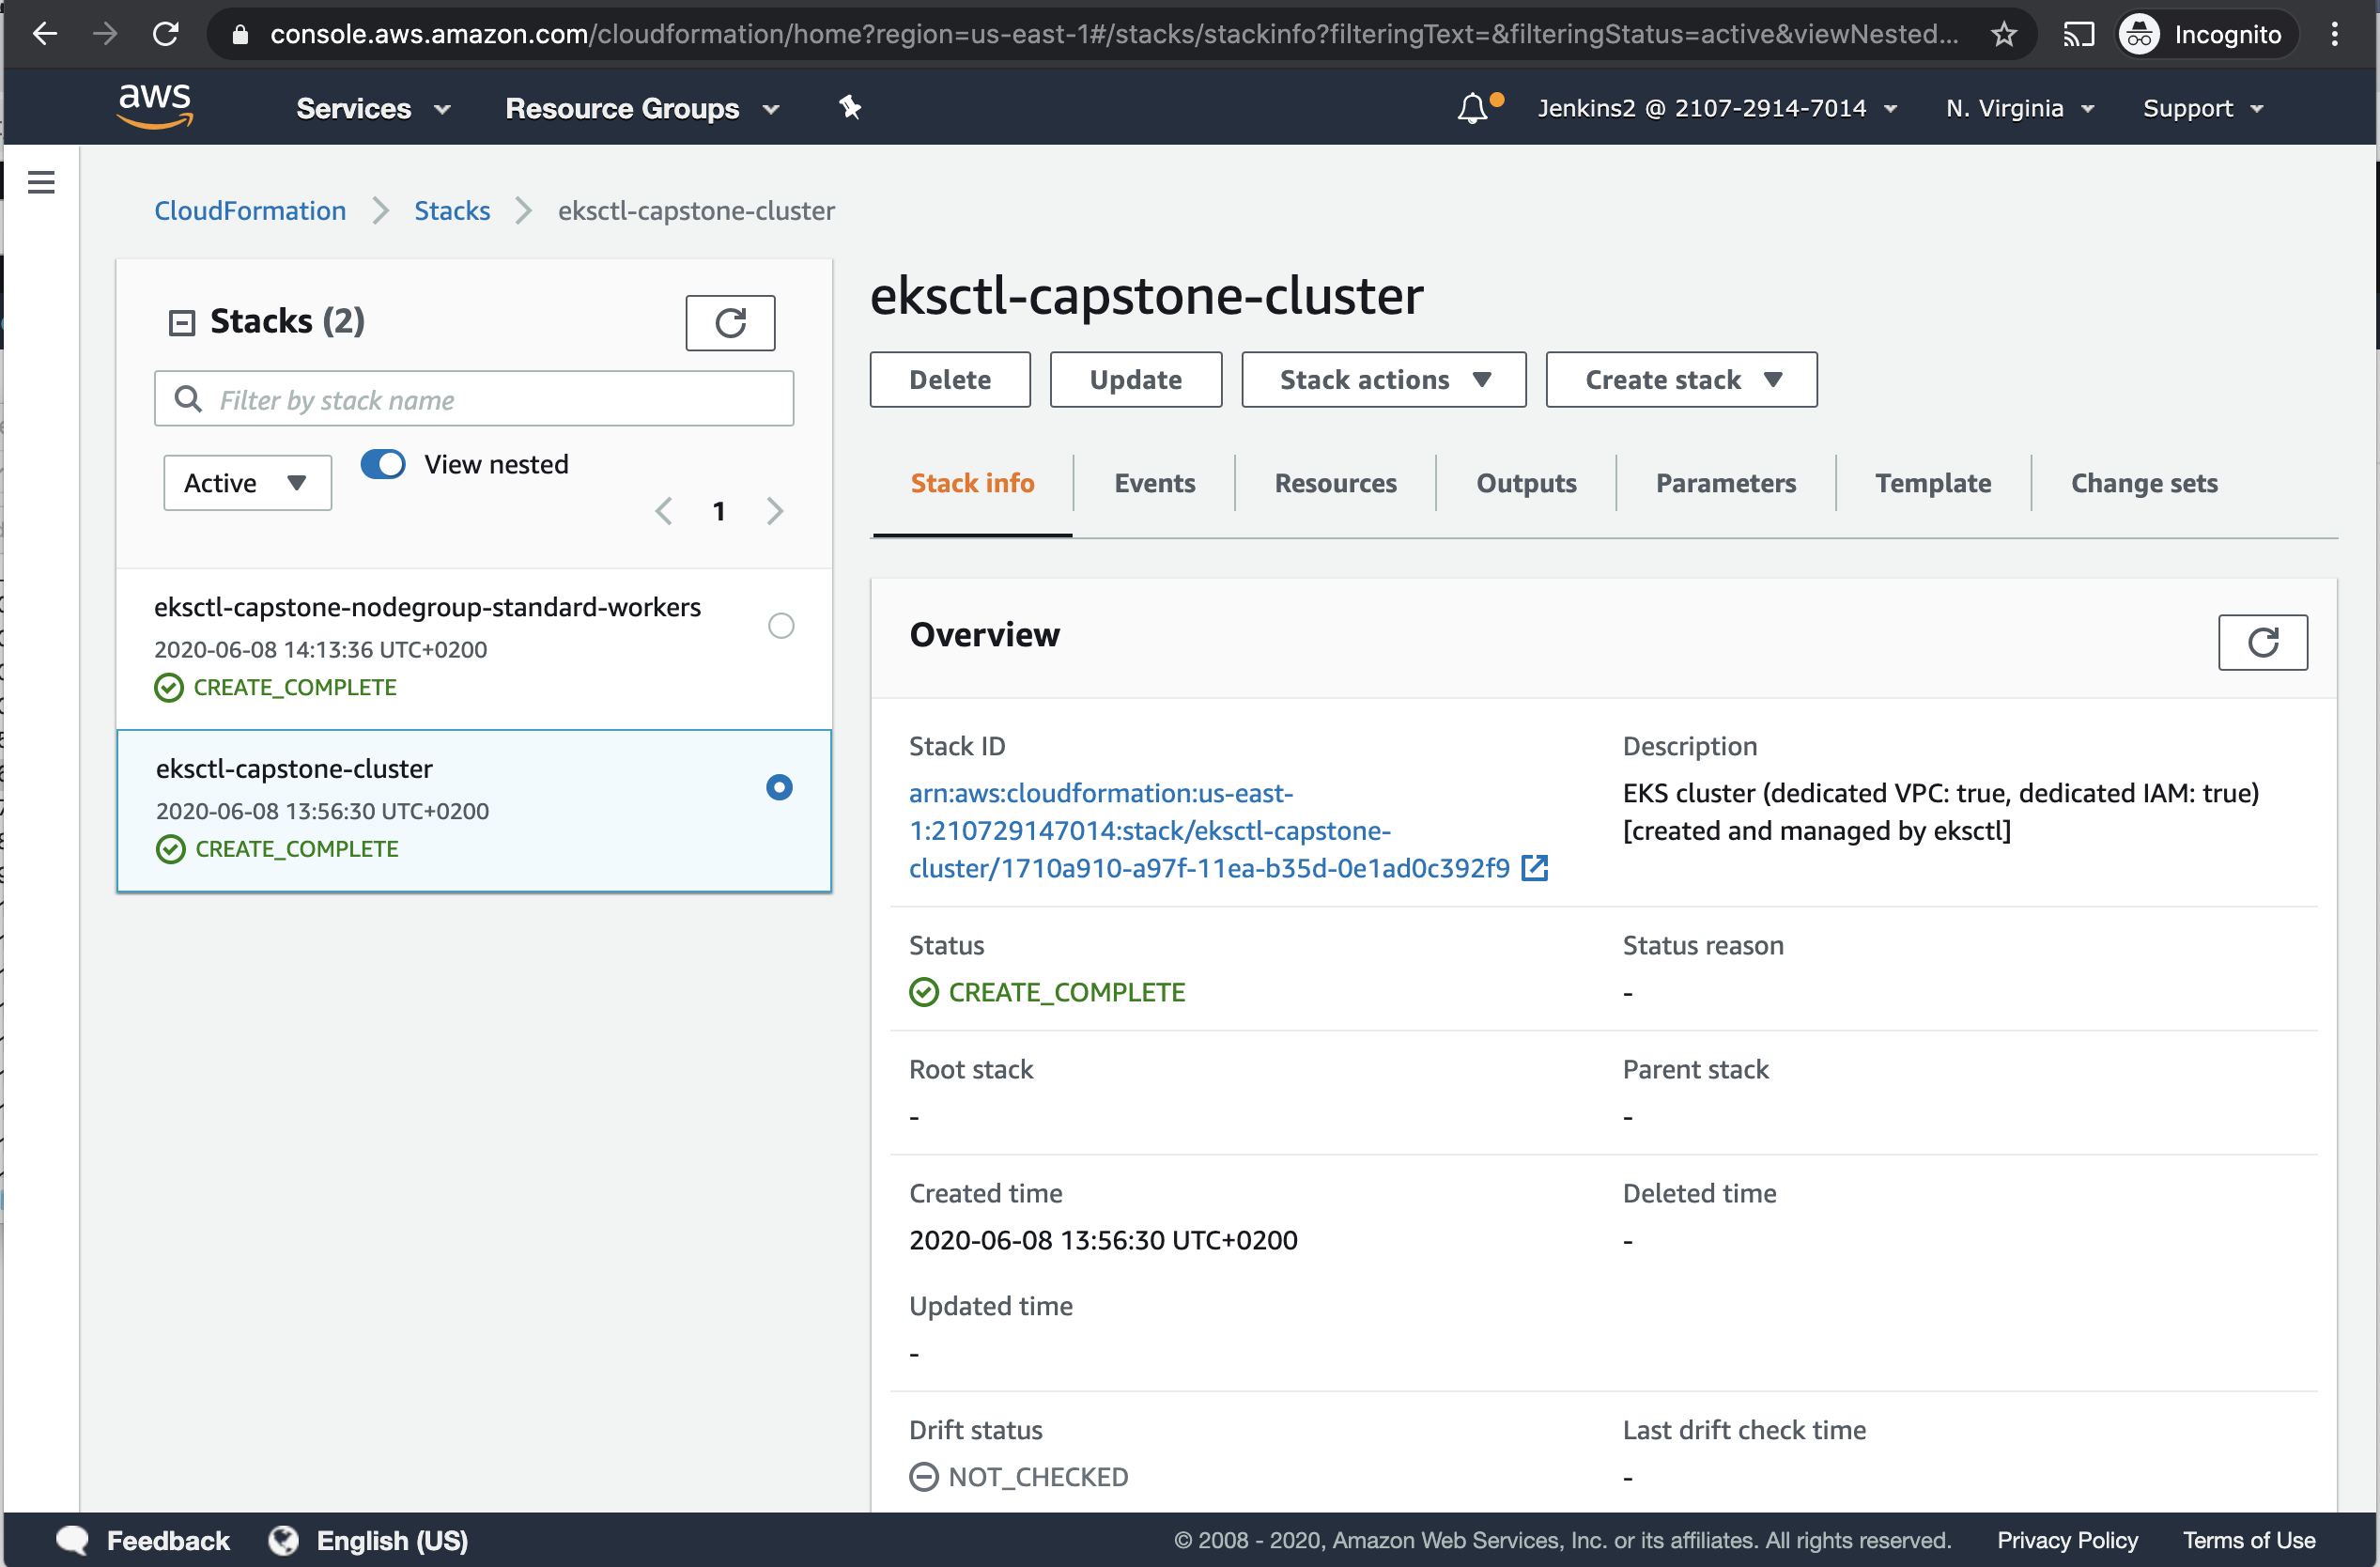 console.aws.amazon.com/cloudformation/home?region=us-east-1#/stacks/stackinfo?filteringText=&filteringStatus=active&viewNested...
Incognito
aws
Services
Resource Groups
Jenkins2 @ 2107-2914-7014
N. Virginia
Support
CloudFormation
Stacks
eksctl-capstone-cluster
Stacks (2)
Filter by stack name
Active
View nested
1
eksctl-capstone-nodegroup-standard-workers
2020-06-08 14:13:36 UTC+0200
CREATE_COMPLETE
eksctl-capstone-cluster
2020-06-08 13:56:30 UTC+0200
CREATE_COMPLETE
eksctl-capstone-cluster
Delete
Update
Stack actions
Create stack
Stack info
Events
Resources
Outputs
Parameters
Template
Change sets
Overview
Stack ID
arn:aws:cloudformation:us-east-
1:210729147014:stack/eksctl-capstone-
cluster/1710a910-a97f-11ea-b35d-0e1ad0c392f9
Description
EKS cluster (dedicated VPC: true, dedicated IAM: true)
[created and managed by eksctl]
Status
CREATE_COMPLETE
Status reason
-
Root stack
-
Parent stack
-
Created time
2020-06-08 13:56:30 UTC+0200
Deleted time
-
Updated time
-
Drift status
NOT_CHECKED
Last drift check time
-
Feedback
English (US)
© 2008 - 2020, Amazon Web Services, Inc. or its affiliates. All rights reserved.
Privacy Policy
Terms of Use